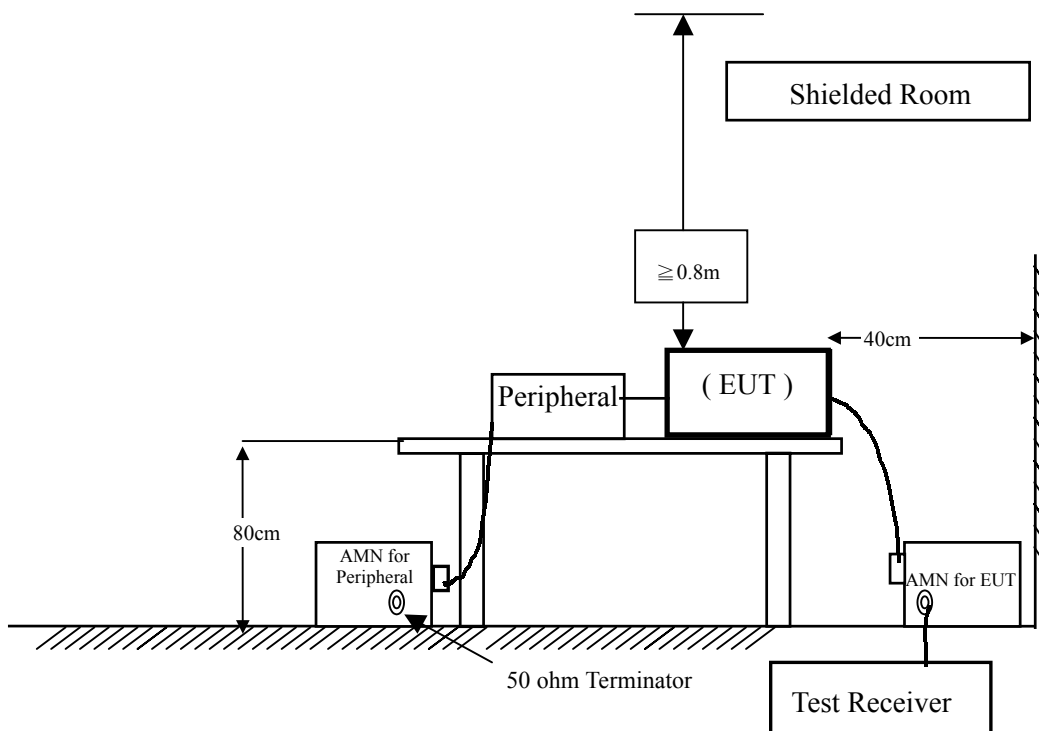 Shielded Room
≧0.8m
40cm
( EUT )
Peripheral
80cm
AMN for
Peripheral
AMN for EUT
50 ohm Terminator
Test Receiver